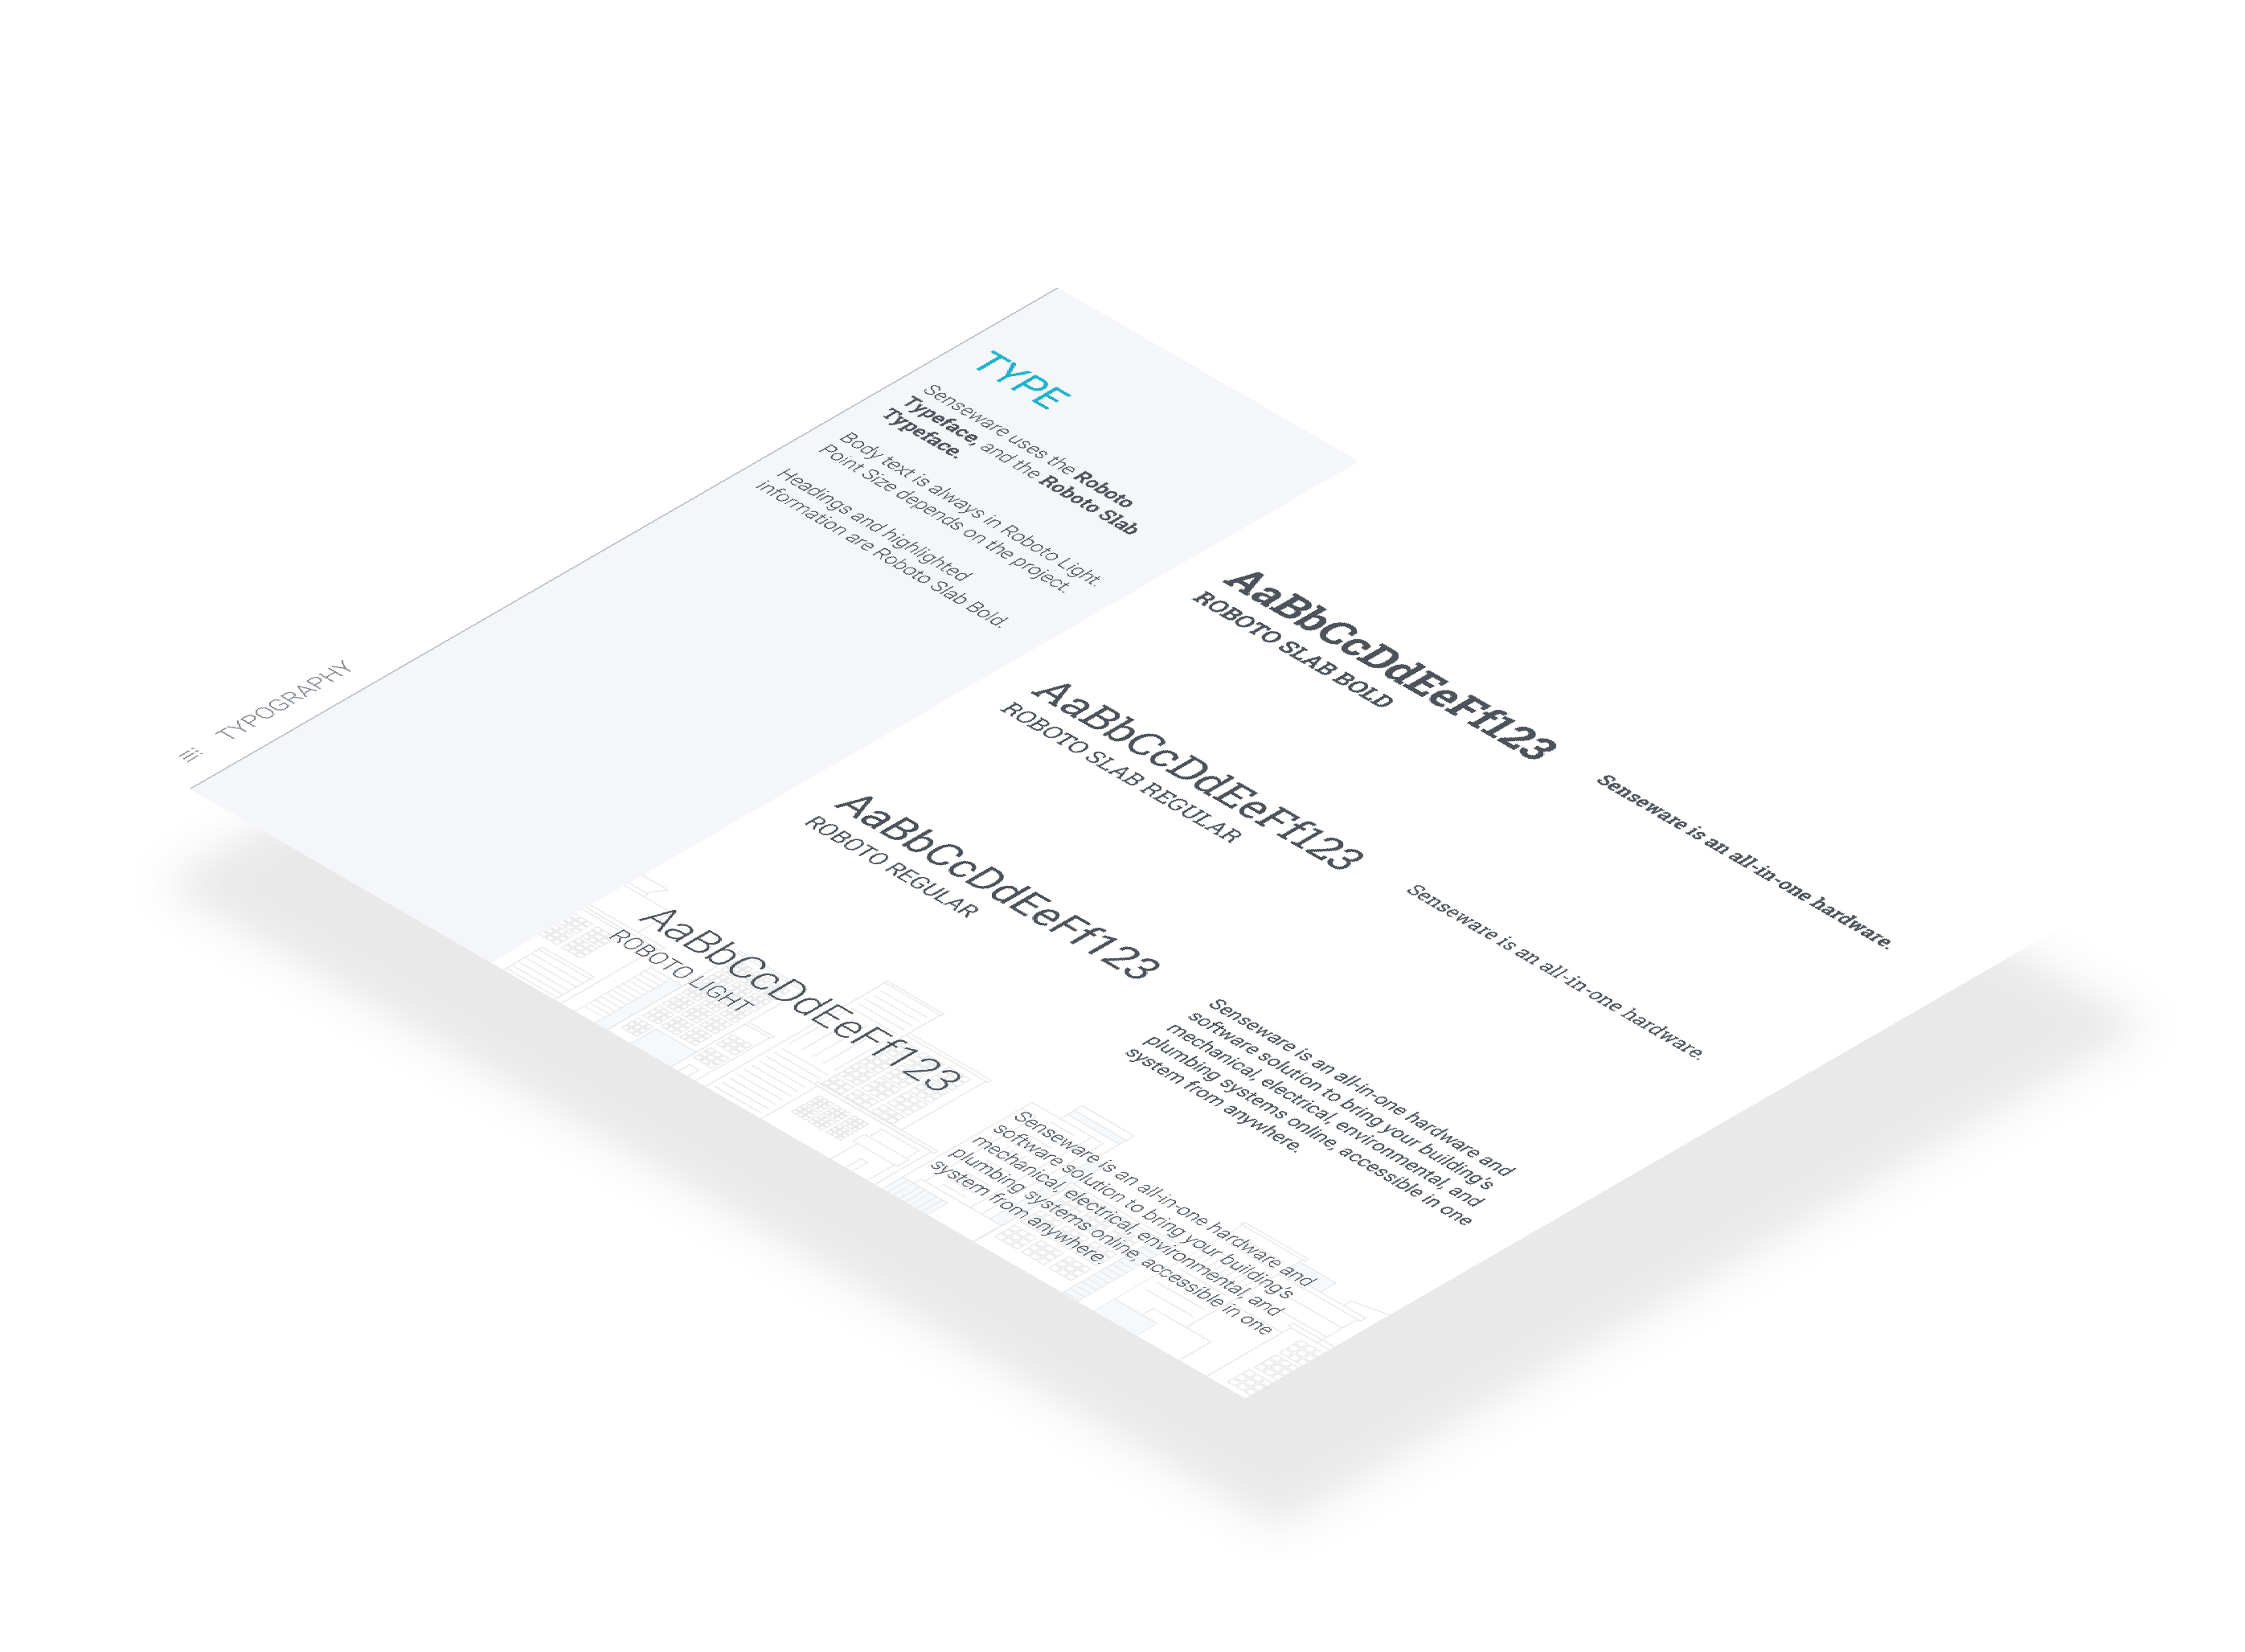 iii TYPOGRAPHY
TYPE
Senseware uses the Roboto
Typeface, and the Roboto Slab
Typeface.
Body text is always in Roboto Light.
Point Size depends on the project.
Headings and highlighted
information are Roboto Slab Bold.
AaBbCcDdEeFf123
ROBOTO SLAB BOLD
Senseware is an all-in-one hardware.
AaBbCcDdEeFf123
ROBOTO SLAB REGULAR
Senseware is an all-in-one hardware.
AaBbCcDdEeFf123
ROBOTO REGULAR
Senseware is an all-in-one hardware and
software solution to bring your building's
mechanical, electrical, environmental, and
plumbing systems online, accessible in one
system from anywhere.
AaBbCcDdEeFf123
ROBOTO LIGHT
Senseware is an all-in-one hardware and
software solution to bring your building's
mechanical, electrical, environmental, and
plumbing systems online, accessible in one
system from anywhere.